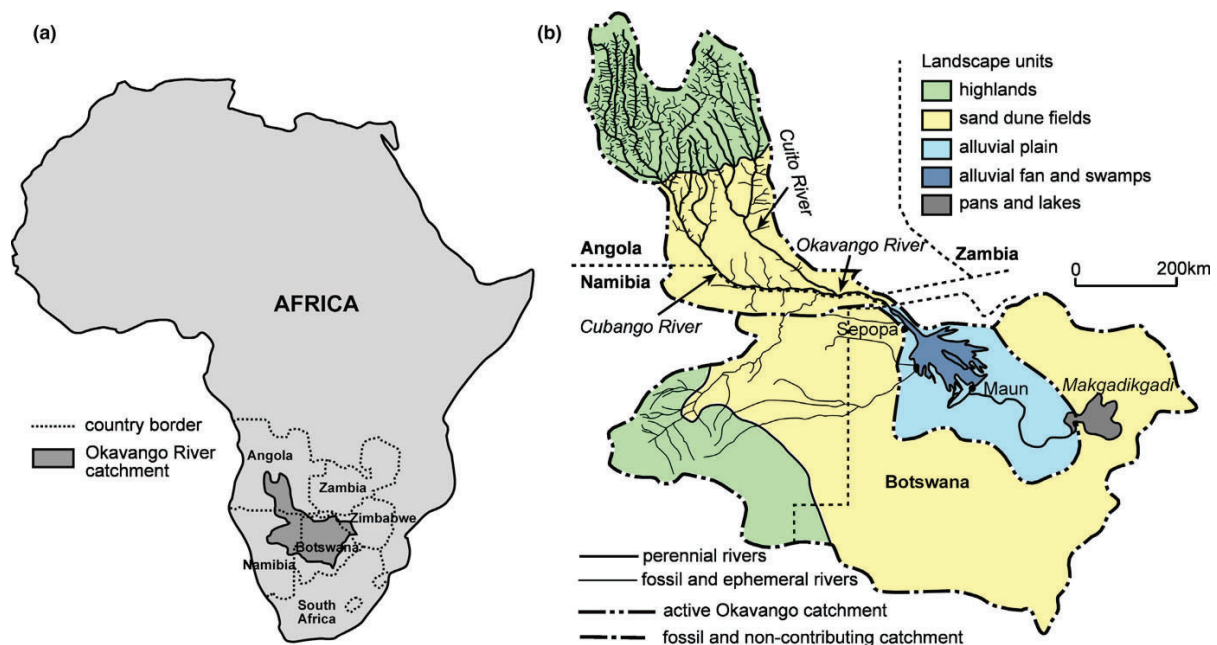 (a)
AFRICA
country border
Okavango River
catchment
Angola
Zambia
Zimbabwe
Botswana
Namibia
South
Africa
(b)
Landscape units
highlands
sand dune fields
alluvial plain
alluvial fan and swamps
pans and lakes
Cuito River
Okavango River
Angola
Namibia
Zambia
0 200km
Cubango River
Sepopa
Maun
Makgadikgadi
Botswana
perennial rivers
fossil and ephemeral rivers
active Okavango catchment
fossil and non-contributing catchment